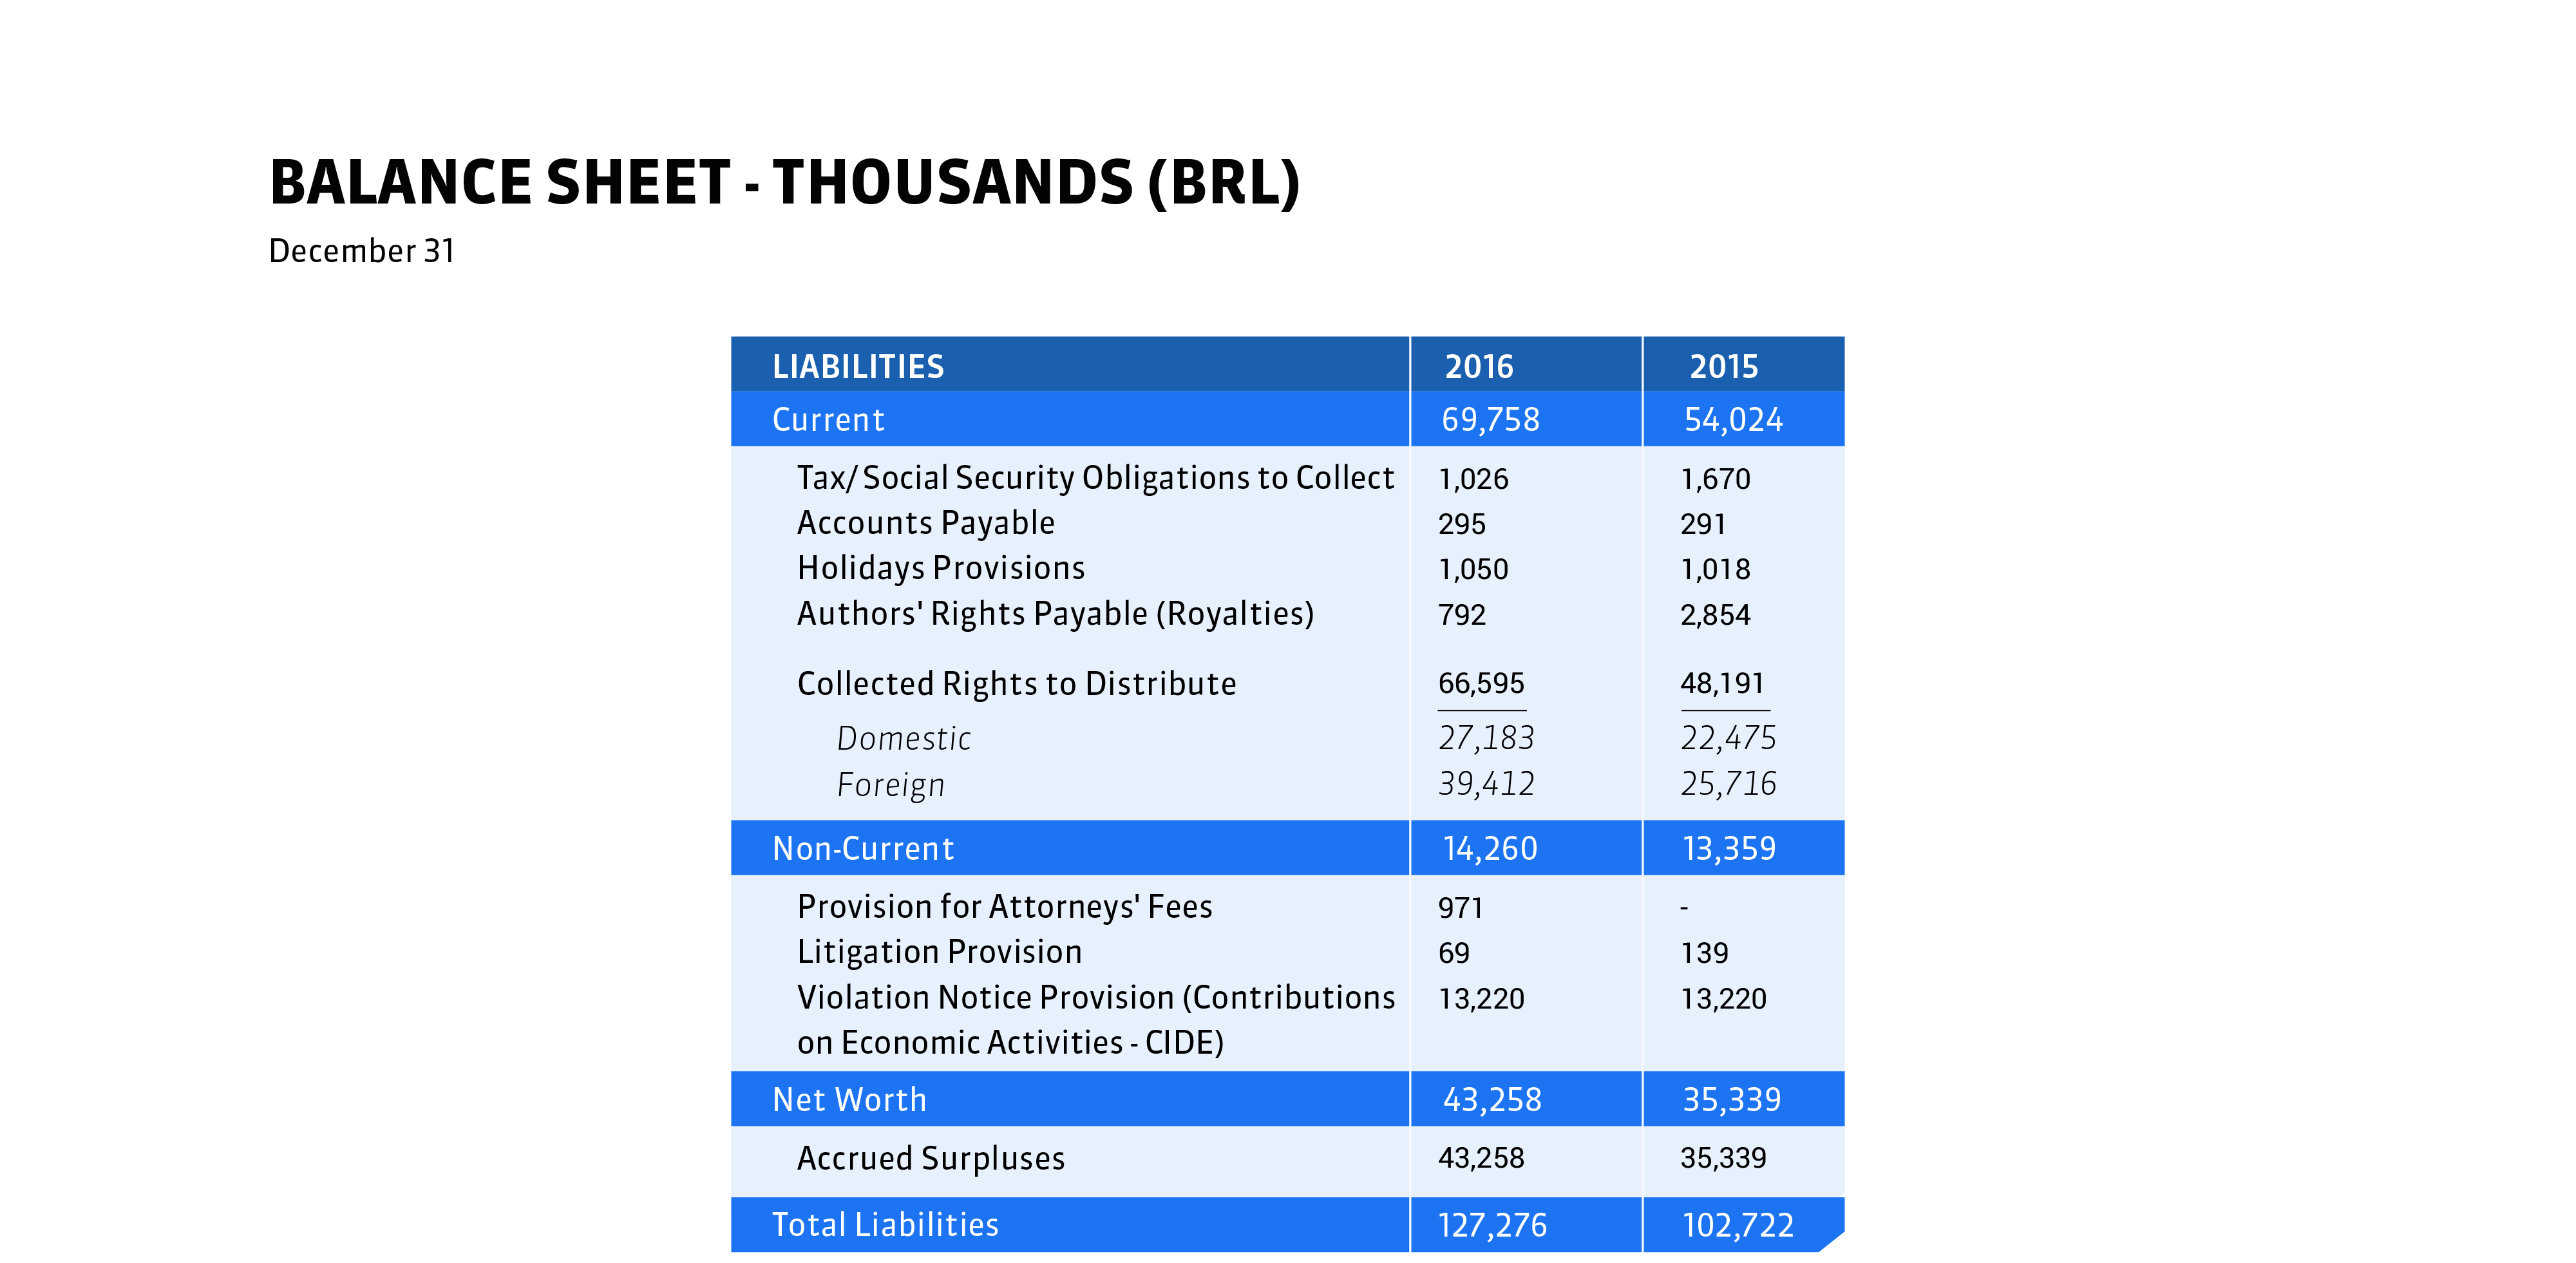 BALANCE SHEET - THOUSANDS (BRL)
December 31
LIABILITIES 2016 2015
Current 69,758 54,024
Tax/Social Security Obligations to Collect 1,026 1,670
Accounts Payable 295 291
Holidays Provisions 1,050 1,018
Authors' Rights Payable (Royalties) 792 2,854
Collected Rights to Distribute 66,595 48,191
Domestic 27,183 22,475
Foreign 39,412 25,716
Non-Current 14,260 13,359
Provision for Attorneys' Fees 971 -
Litigation Provision 69 139
Violation Notice Provision (Contributions 13,220 13,220
on Economic Activities - CIDE)
Net Worth 43,258 35,339
Accrued Surpluses 43,258 35,339
Total Liabilities 127,276 102,722